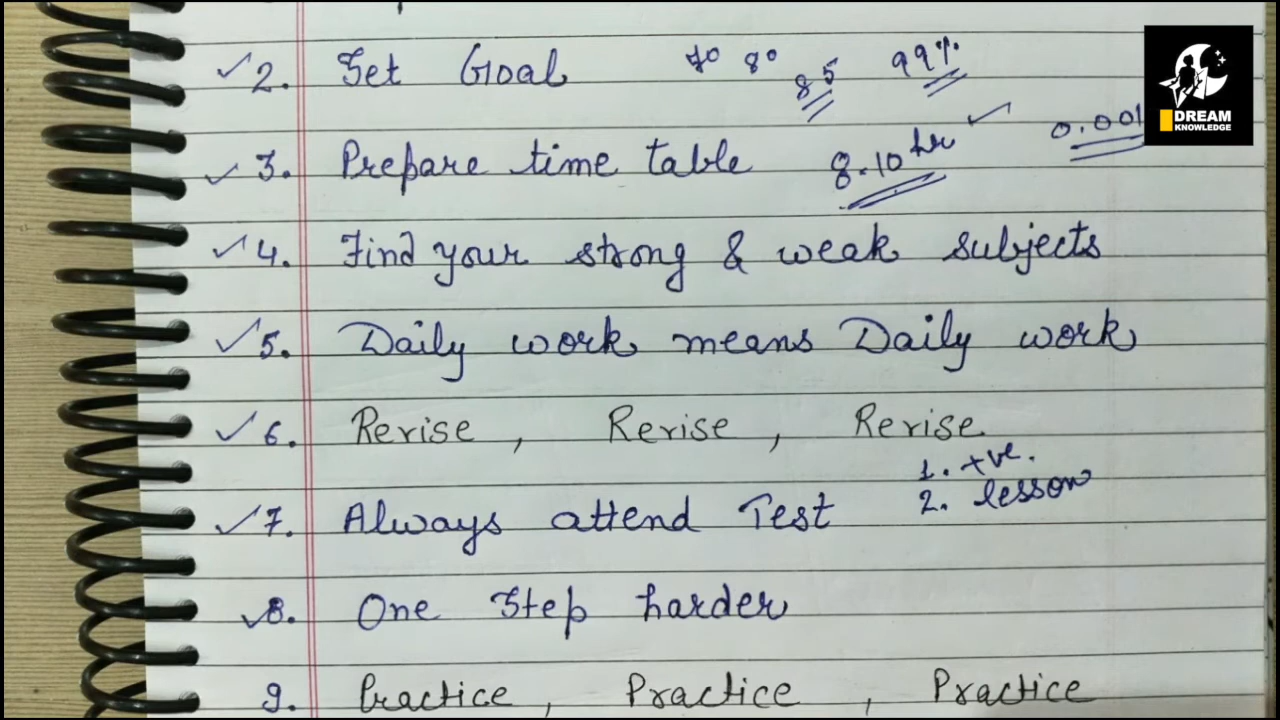 2. Set Goal 70 80 85 99%
DREAM
KNOWLEDGE
3. Prepare time table 8.10 hr 0.001
4. Find your strong & weak subjects
5. Daily work means Daily work
6. Revise, Revise, Revise
1. +ve.
2. lesson
7. Always attend Test
8. One Step harder
9. Practice, Practice, Practice